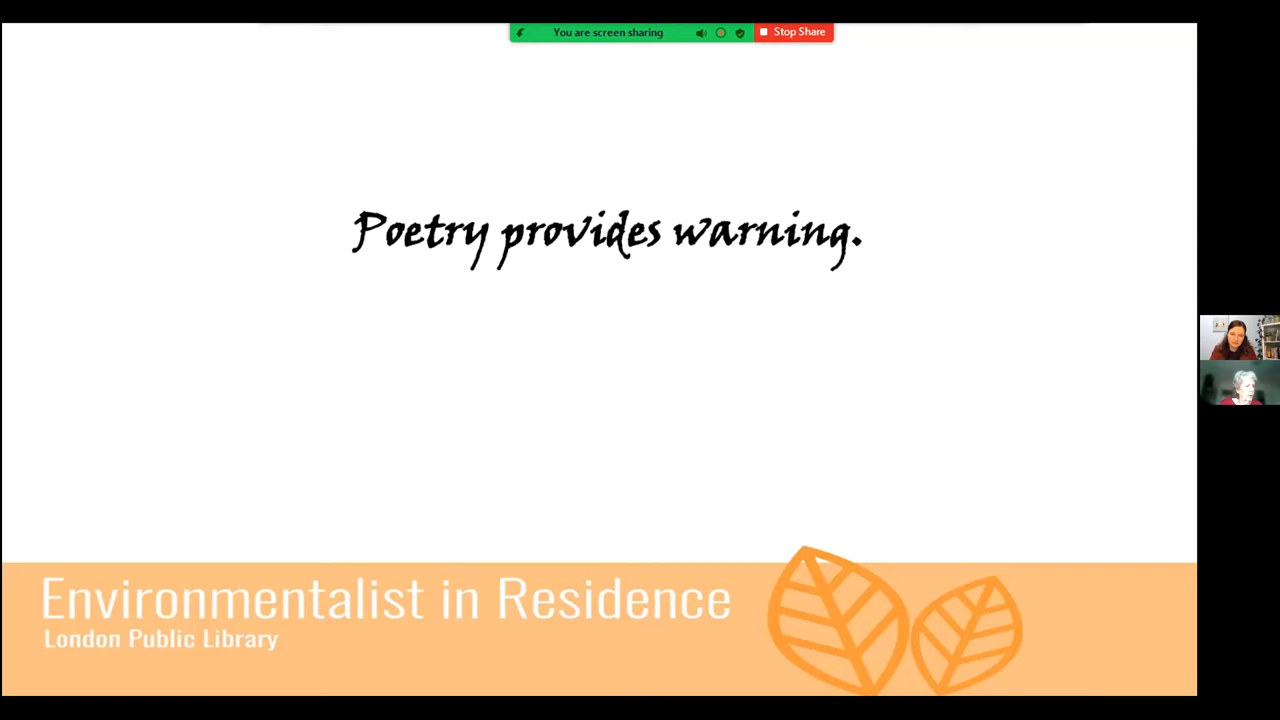 You are screen sharing Stop Share
Poetry provides warning.
Environmentalist in Residence
London Public Library